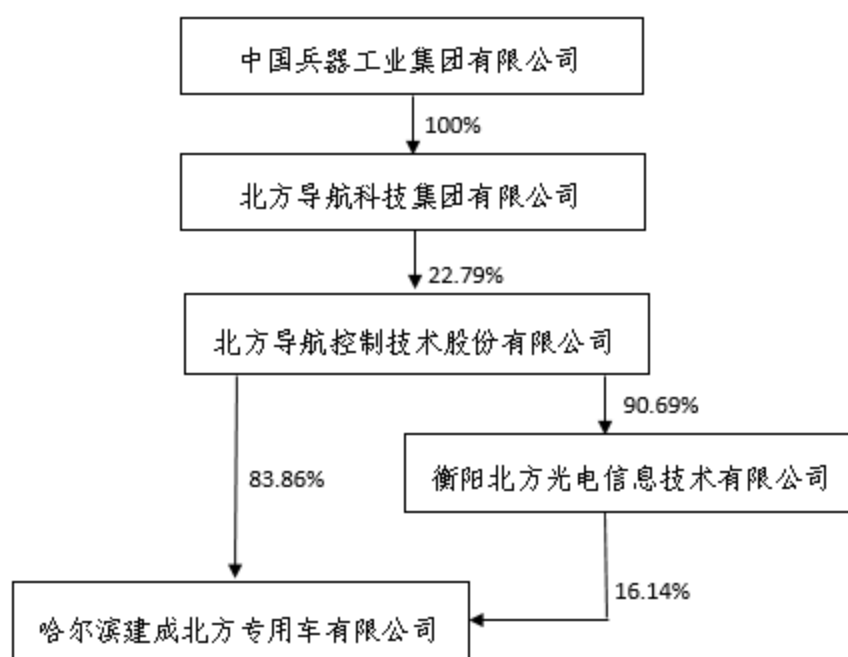 中国兵器工业集团有限公司
100%
北方导航科技集团有限公司
22.79%
北方导航控制技术股份有限公司
90.69%
83.86%
衡阳北方光电信息技术有限公司
16.14%
哈尔滨建成北方专用车有限公司